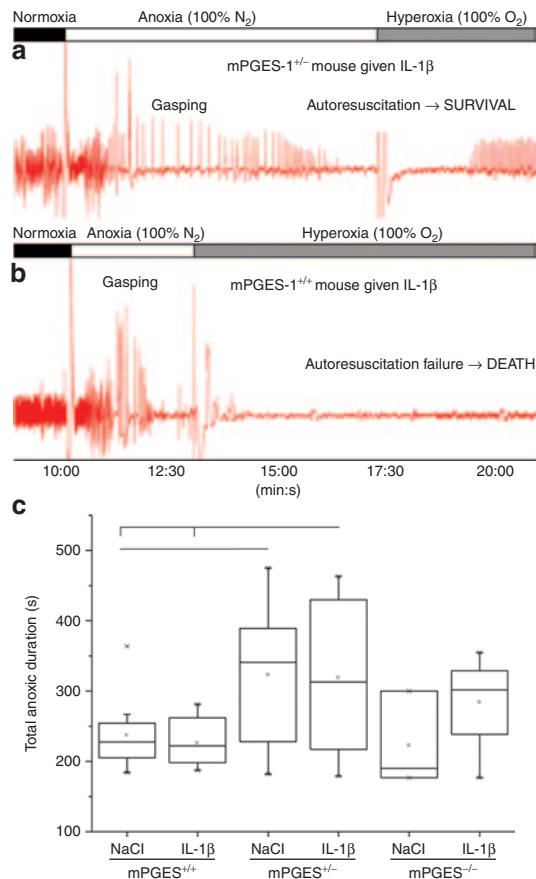 Normoxia Anoxia (100% N2) Hyperoxia (100% O2)
a mPGES-1+/− mouse given IL-1β
Gasping Autoresuscitation → SURVIVAL
Normoxia Anoxia (100% N2) Hyperoxia (100% O2)
b Gasping mPGES-1+/+ mouse given IL-1β
Autoresuscitation failure → DEATH
10:00 12:30 15:00 17:30 20:00
(min:s)
c
Total anoxic duration (s)
500
400
300
200
100
NaCl IL-1β NaCl IL-1β NaCl IL-1β
mPGES+/+ mPGES+/− mPGES−/−